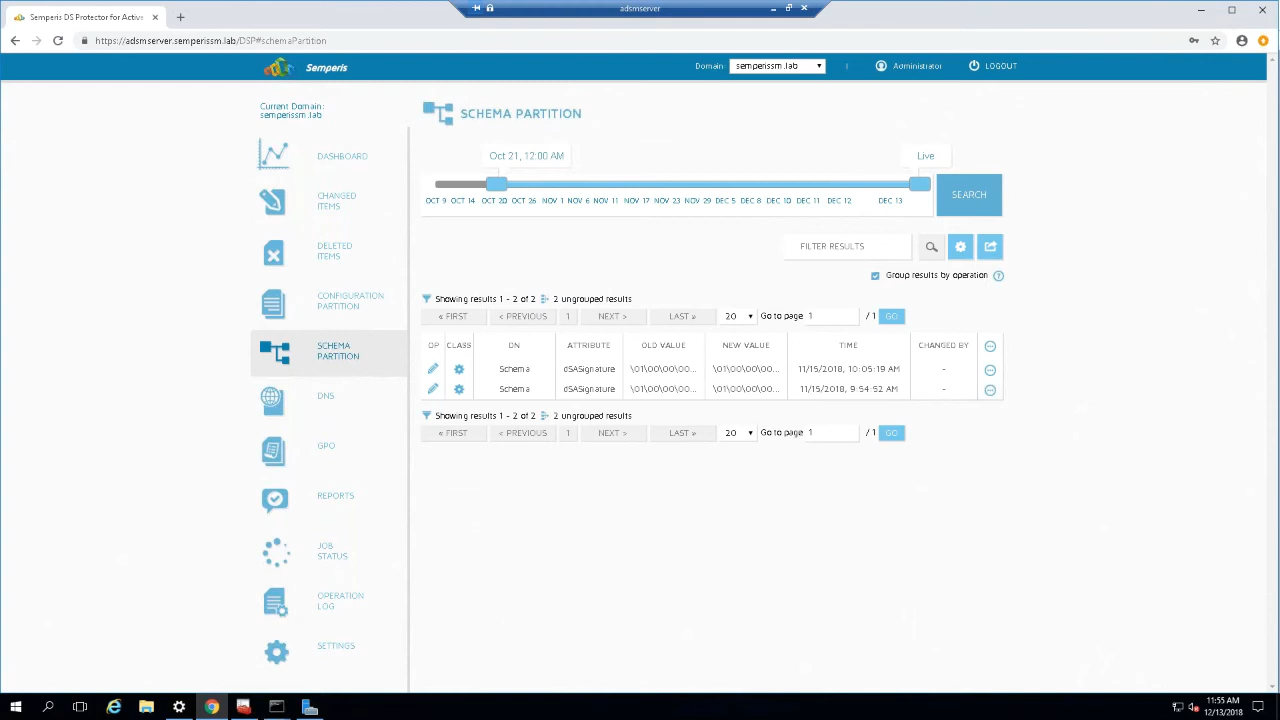 Semperis DS Protector for Active
adsmserver
https://adsmserver.semperissm.lab/DSP#schemaPartition
Semperis
Domain: semperissm.lab | Administrator LOGOUT
Current Domain:
semperissm.lab
DASHBOARD
CHANGED
ITEMS
DELETED
ITEMS
CONFIGURATION
PARTITION
SCHEMA
PARTITION
DNS
GPO
REPORTS
JOB
STATUS
OPERATION
LOG
SETTINGS
SCHEMA PARTITION
Oct 21, 12:00 AM Live
OCT 9 OCT 14 OCT 20 OCT 26 NOV 1 NOV 6 NOV 11 NOV 17 NOV 23 NOV 29 DEC 5 DEC 8 DEC 10 DEC 11 DEC 12 DEC 13
SEARCH
FILTER RESULTS
Group results by operation ?
Showing results 1 - 2 of 2 2 ungrouped results
« FIRST < PREVIOUS 1 NEXT > LAST » 20 Go to page 1 / 1 GO
OP CLASS DN ATTRIBUTE OLD VALUE NEW VALUE TIME CHANGED BY
Schema dSASignature \01\00\00\00... \01\00\00\00... 11/15/2018, 10:05:19 AM -
Schema dSASignature \01\00\00\00... \01\00\00\00... 11/15/2018, 9:54:52 AM -
Showing results 1 - 2 of 2 2 ungrouped results
« FIRST < PREVIOUS 1 NEXT > LAST » 20 Go to page 1 / 1 GO
11:55 AM
12/13/2018